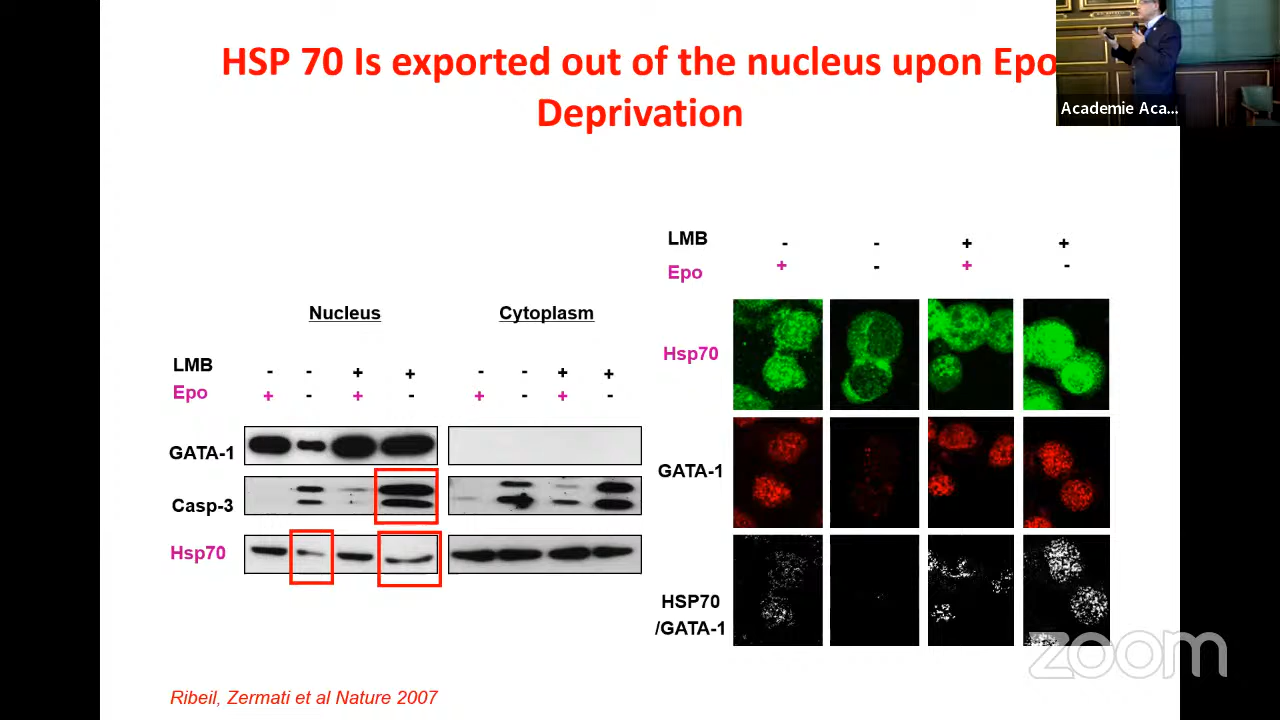 HSP 70 Is exported out of the nucleus upon Epo
Deprivation
Academie Aca...
LMB - - + +
Epo + - + -
Nucleus Cytoplasm
LMB - - + + - - + +
Epo + - + - + - + -
GATA-1
Casp-3
Hsp70
Hsp70
GATA-1
HSP70
/GATA-1
zoom
Ribeil, Zermati et al Nature 2007